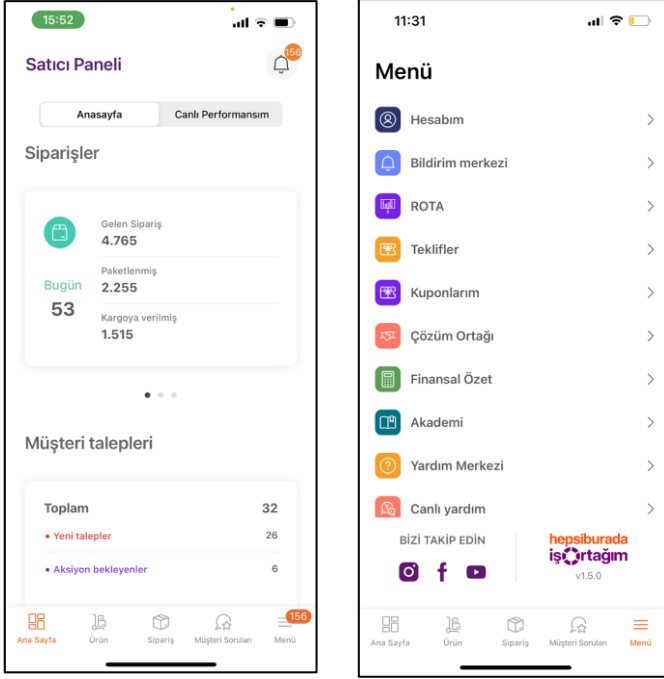 15:52
156
Satıcı Paneli
Anasayfa
Canlı Performansım
Siparişler
Gelen Sipariş
4.765
Paketlenmiş
Bugün
2.255
53
Kargoya verilmiş
1.515
Müşteri talepleri
Toplam
32
Yeni talepler
26
Aksiyon bekleyenler
6
156
Ana Sayfa
Ürün
Sipariş
Müşteri Soruları
Menü
11:31
Menü
Hesabım
Bildirim merkezi
ROTA
Teklifler
Kuponlarım
Çözüm Ortağı
Finansal Özet
Akademi
Yardım Merkezi
Canlı yardım
BİZİ TAKİP EDİN
hepsiburada
işOrtağım
v1.5.0
Ana Sayfa
Ürün
Sipariş
Müşteri Soruları
Menü